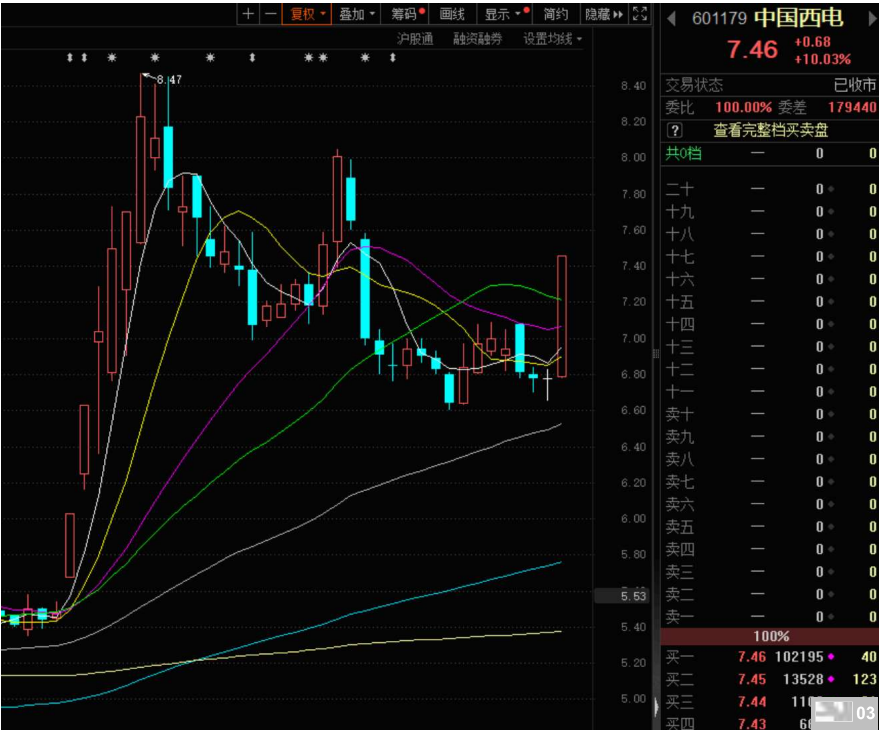 + − 复权 叠加 筹码 画线 显示 简约 隐藏
沪股通 融资融券 设置均线
8.47
8.40
8.20
8.00
7.80
7.60
7.40
7.20
7.00
6.80
6.60
6.40
6.20
6.00
5.80
5.53
5.40
5.20
5.00
601179 中国西电
7.46 +0.68
+10.03%
交易状态 已收市
委比 100.00% 委差 179440
? 查看完整档买卖盘
共0档 — 0 0
二十 — 0 0
十九 — 0 0
十八 — 0 0
十七 — 0 0
十六 — 0 0
十五 — 0 0
十四 — 0 0
十三 — 0 0
十二 — 0 0
十一 — 0 0
卖十 — 0 0
卖九 — 0 0
卖八 — 0 0
卖七 — 0 0
卖六 — 0 0
卖五 — 0 0
卖四 — 0 0
卖三 — 0 0
卖二 — 0 0
卖一 — 0 0
100%
买一 7.46 102195 40
买二 7.45 13528 123
买三 7.44
买四 7.43
03